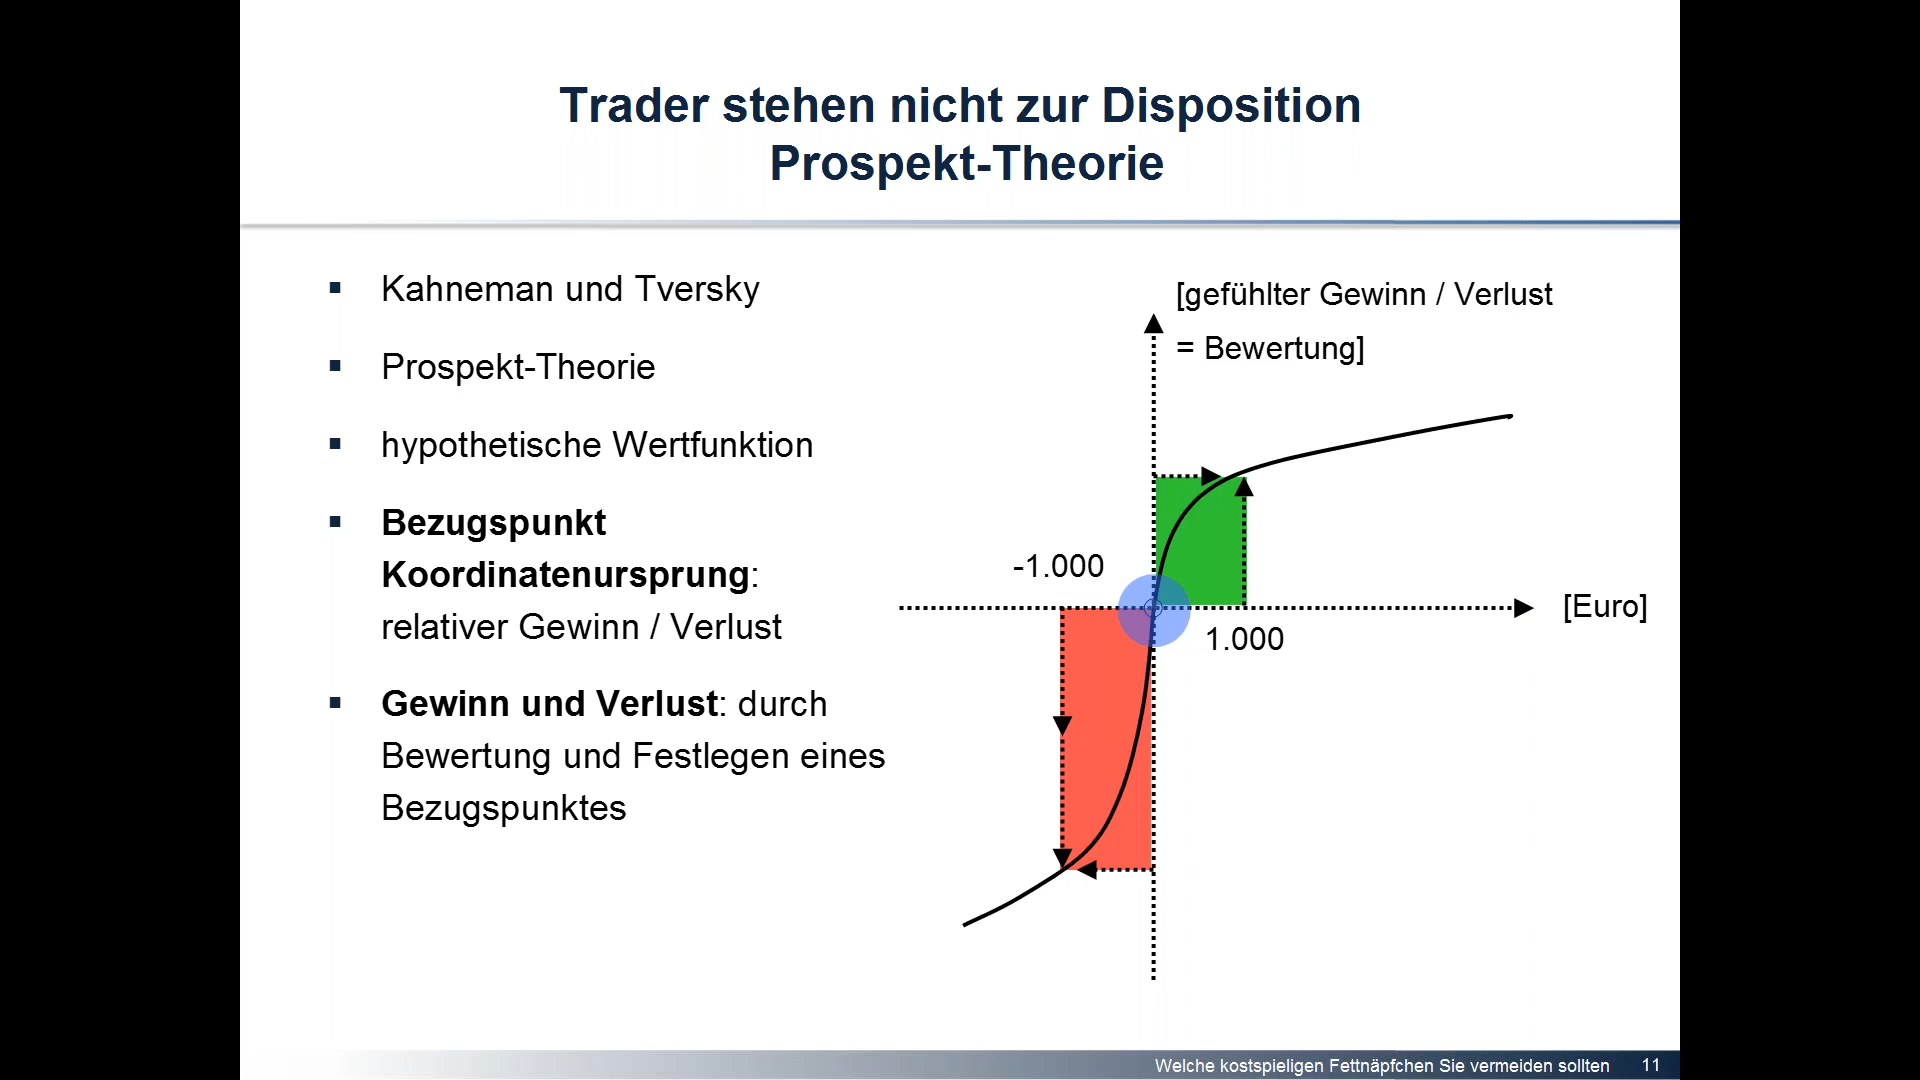 Trader stehen nicht zur Disposition
Prospekt-Theorie
▪ Kahneman und Tversky
▪ Prospekt-Theorie
▪ hypothetische Wertfunktion
▪ Bezugspunkt
Koordinatenursprung:
relativer Gewinn / Verlust
▪ Gewinn und Verlust: durch
Bewertung und Festlegen eines
Bezugspunktes
[gefühlter Gewinn / Verlust
= Bewertung]
-1.000
[Euro]
1.000
Welche kostspieligen Fettnäpfchen Sie vermeiden sollten 11